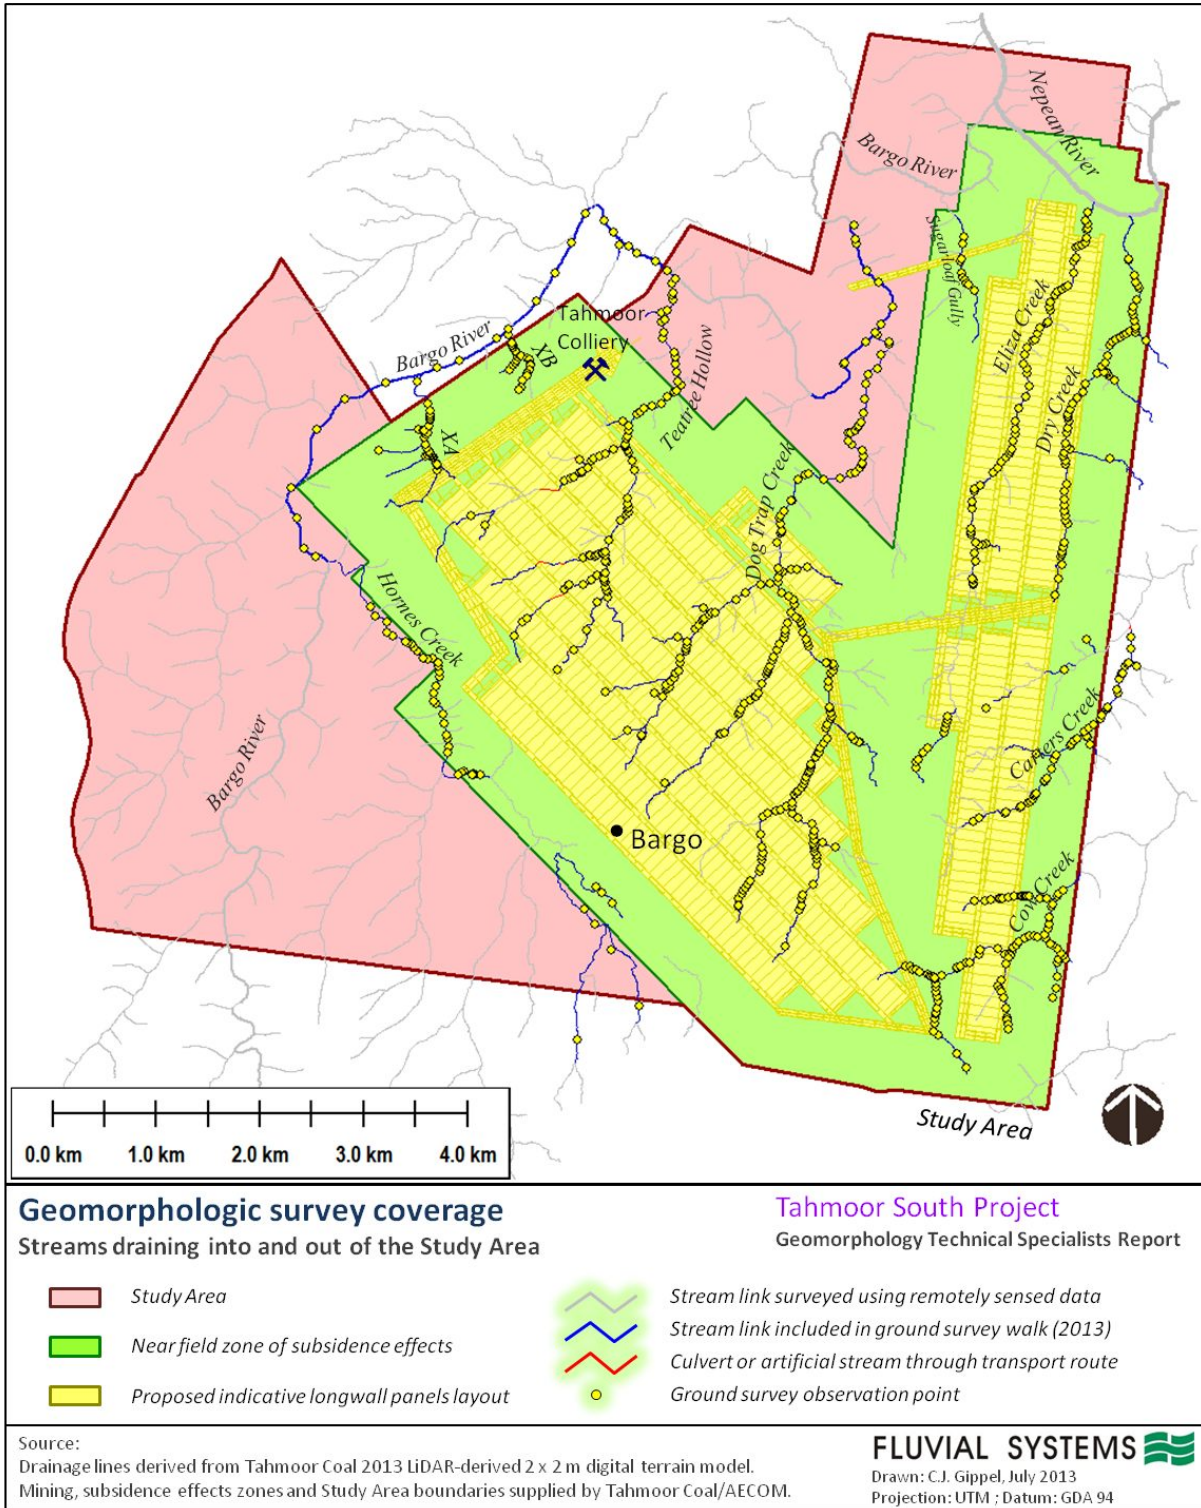 Nepean River
Bargo River
Sugarloaf Gully
Tahmoor
Colliery
Bargo River
XB
Eliza Creek
Teatree Hollow
Dry Creek
XA
Dog Trap Creek
Hornes Creek
Carters Creek
Bargo River
Bargo
Cow Creek
Study Area
0.0 km 1.0 km 2.0 km 3.0 km 4.0 km
Geomorphologic survey coverage
Streams draining into and out of the Study Area
Tahmoor South Project
Geomorphology Technical Specialists Report
Study Area
Near field zone of subsidence effects
Proposed indicative longwall panels layout
Stream link surveyed using remotely sensed data
Stream link included in ground survey walk (2013)
Culvert or artificial stream through transport route
Ground survey observation point
Source:
Drainage lines derived from Tahmoor Coal 2013 LiDAR-derived 2 x 2 m digital terrain model.
Mining, subsidence effects zones and Study Area boundaries supplied by Tahmoor Coal/AECOM.
FLUVIAL SYSTEMS
Drawn: C.J. Gippel, July 2013
Projection: UTM ; Datum: GDA 94